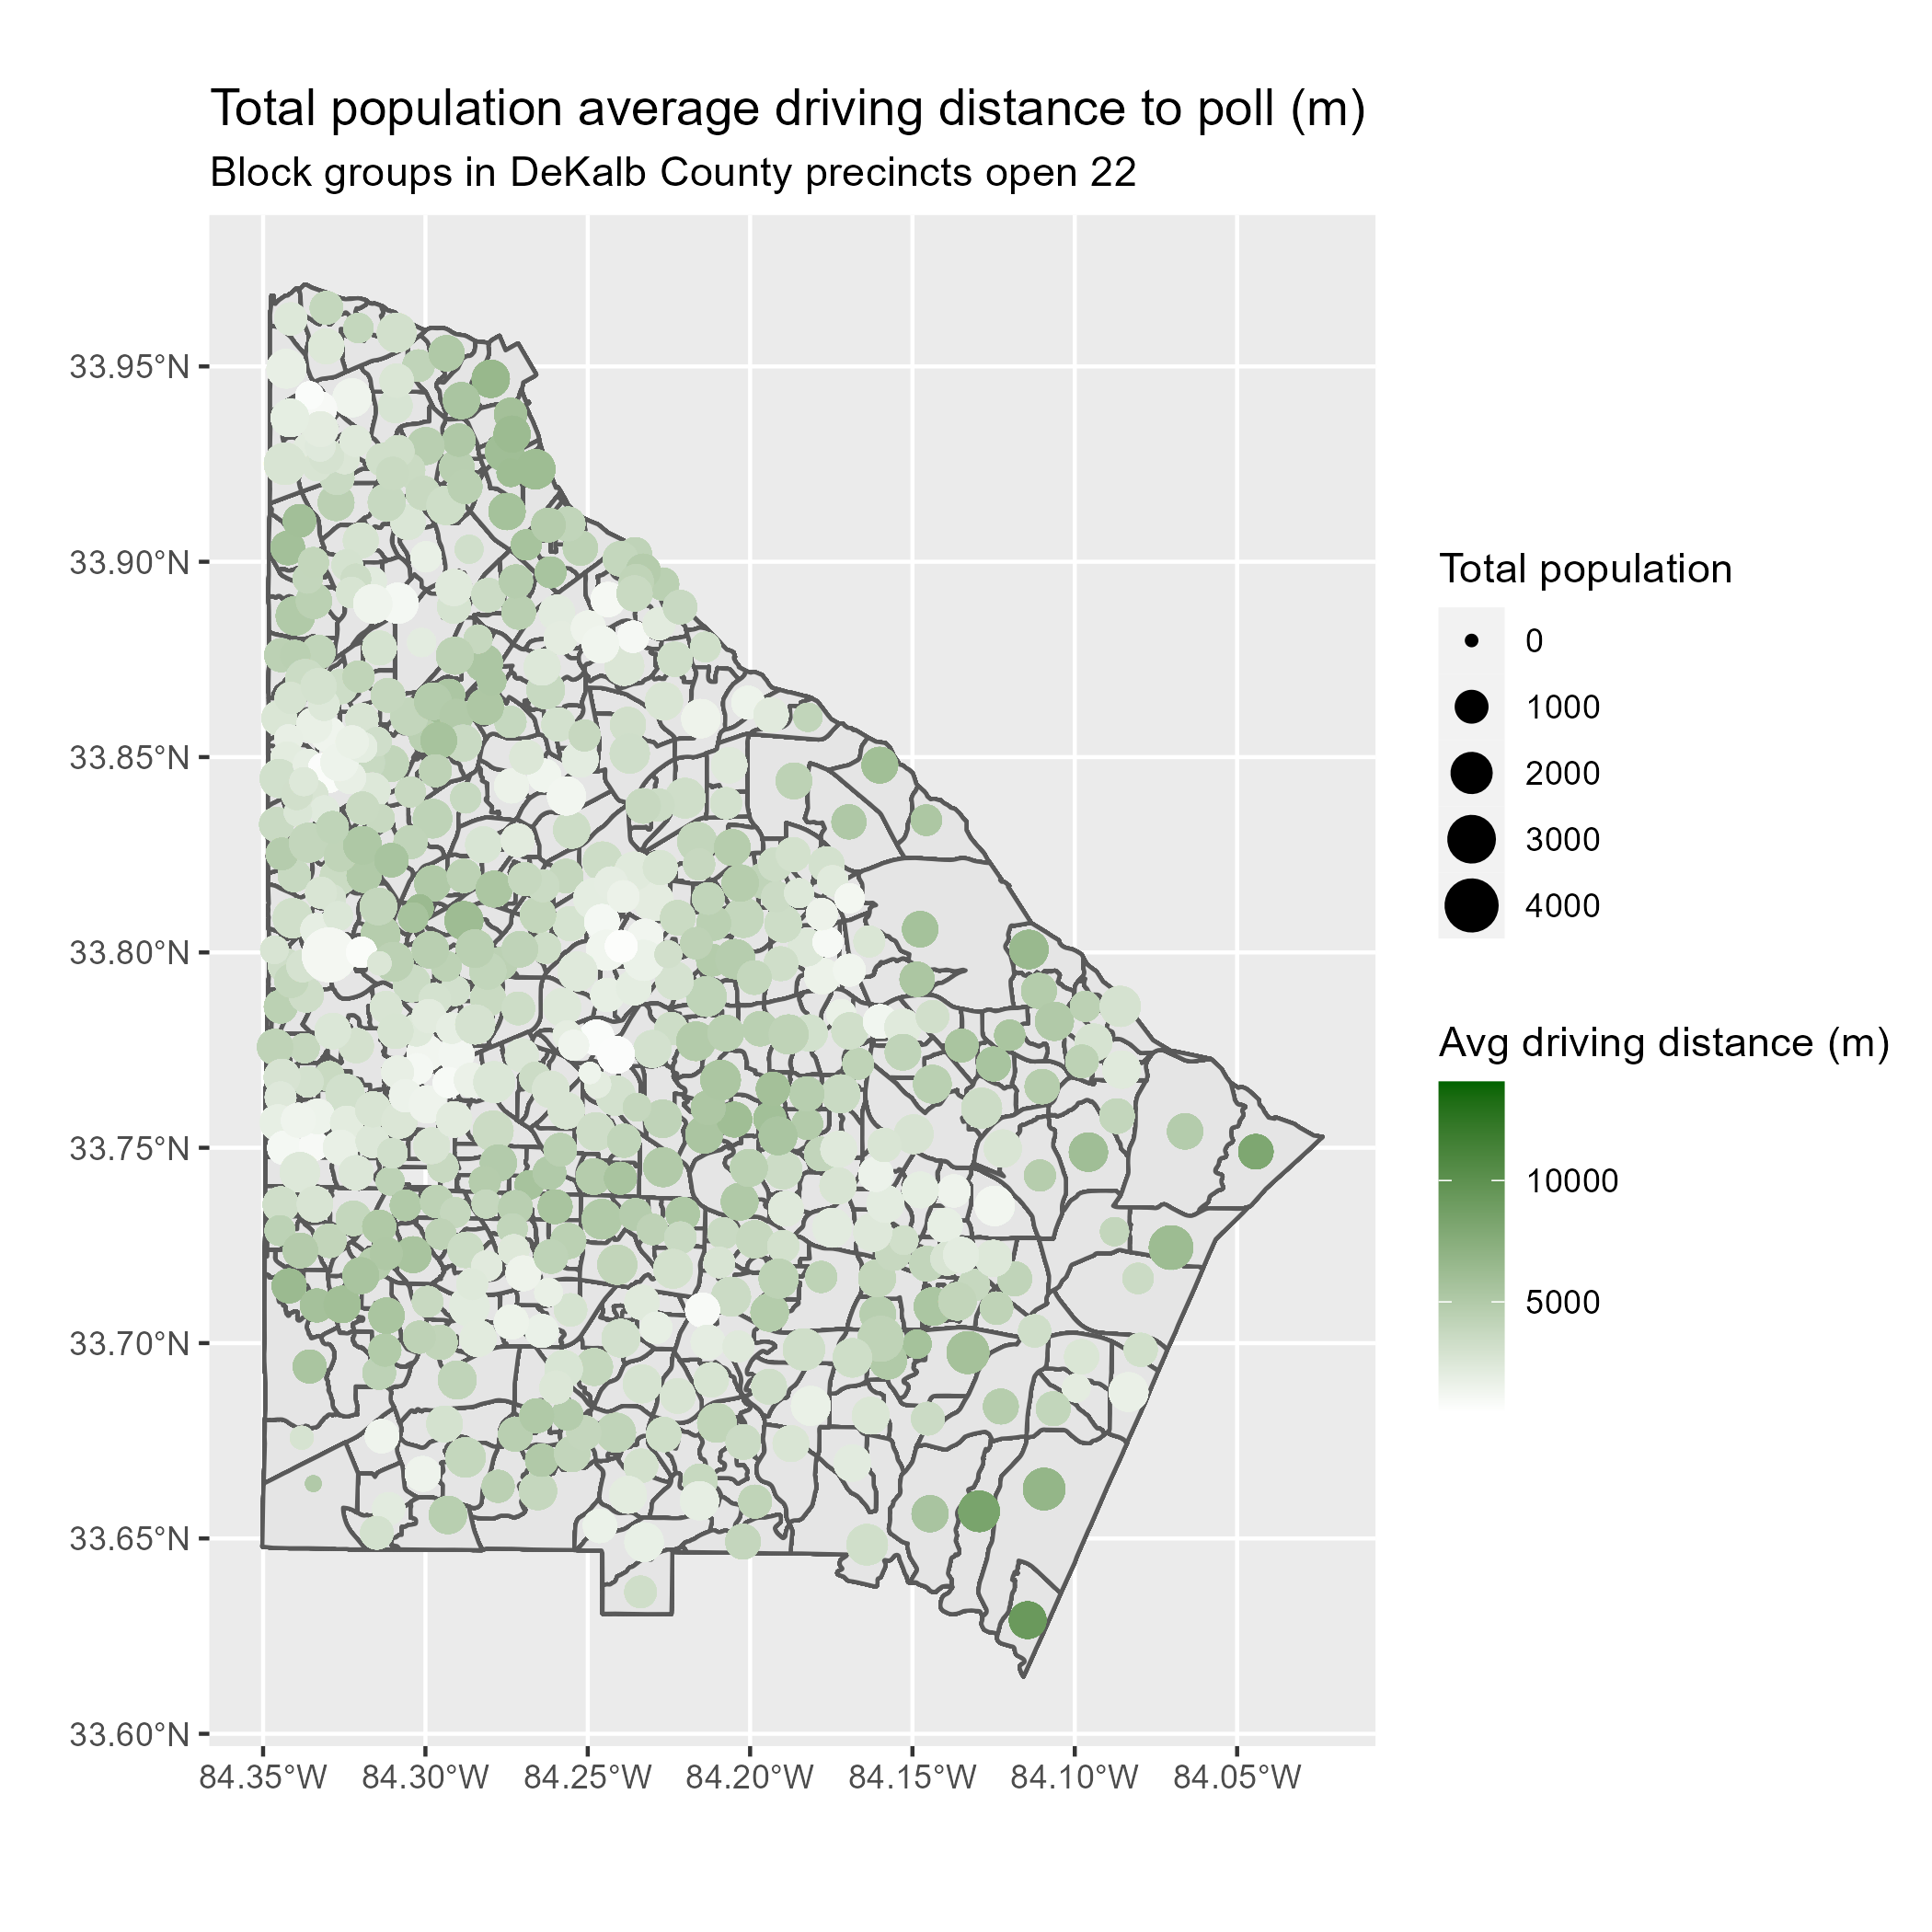 Total population average driving distance to poll (m)
Block groups in DeKalb County precincts open 22
33.95°N
33.90°N
33.85°N
33.80°N
33.75°N
33.70°N
33.65°N
33.60°N
84.35°W
84.30°W
84.25°W
84.20°W
84.15°W
84.10°W
84.05°W
Total population
0
1000
2000
3000
4000
Avg driving distance (m)
10000
5000